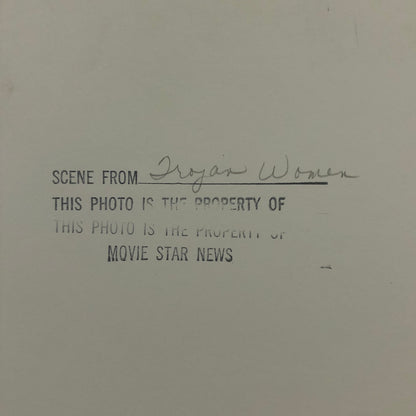 SCENE FROM Trojan Women
THIS PHOTO IS THE PROPERTY OF
THIS PHOTO IS THE PROPERTY OF
MOVIE STAR NEWS